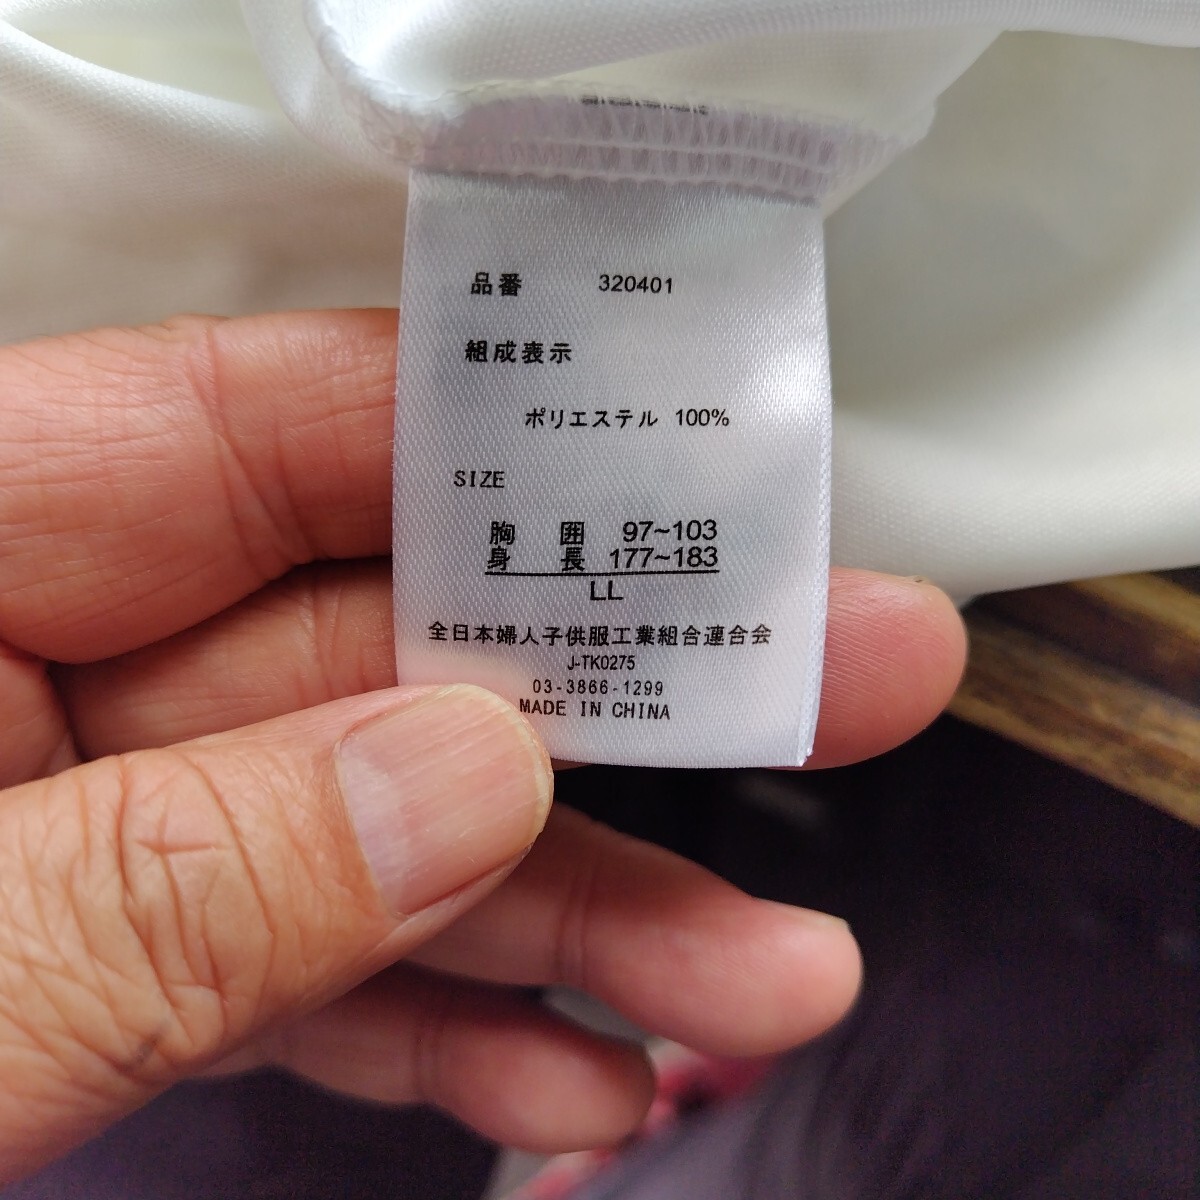 品番 320401
組成表示
ポリエステル 100%
SIZE
胸囲 97~103
身長 177~183
LL
全日本婦人子供服工業組合連合会
J-TK0275
03-3866-1299
MADE IN CHINA